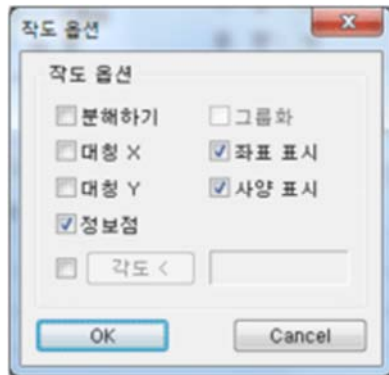 작도 옵션
작도 옵션
분해하기 그룹화
대칭 X 좌표 표시
대칭 Y 사양 표시
정보점
각도 <
OK Cancel